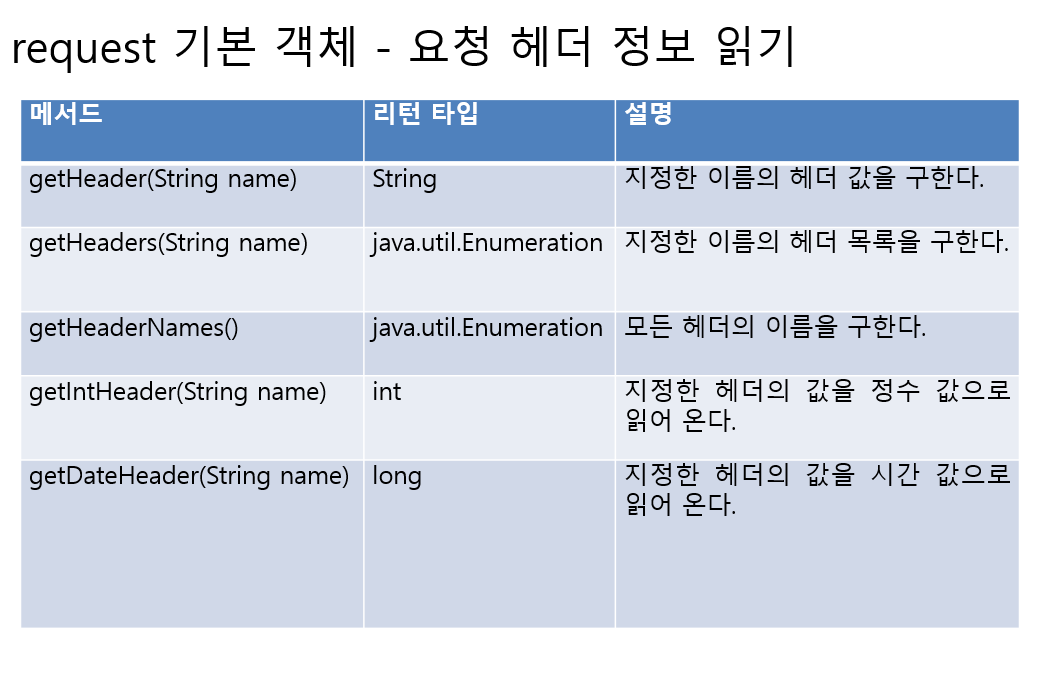 request 기본 객체 - 요청 헤더 정보 읽기
메서드 리턴 타입 설명
getHeader(String name) String 지정한 이름의 헤더 값을 구한다.
getHeaders(String name) java.util.Enumeration 지정한 이름의 헤더 목록을 구한다.
getHeaderNames() java.util.Enumeration 모든 헤더의 이름을 구한다.
getIntHeader(String name) int 지정한 헤더의 값을 정수 값으로
읽어 온다.
getDateHeader(String name) long 지정한 헤더의 값을 시간 값으로
읽어 온다.